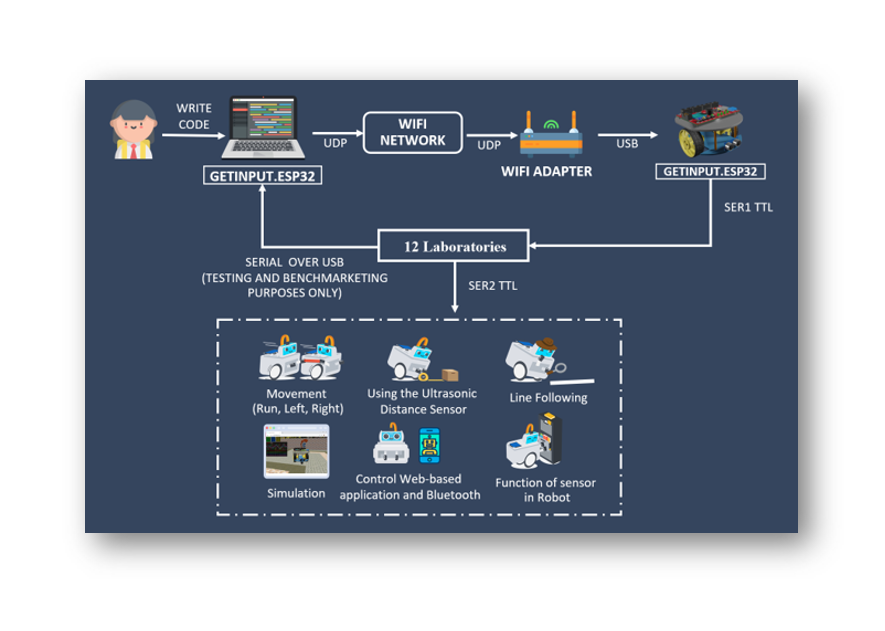 WRITE
CODE
UDP
WIFI
NETWORK
UDP
WIFI ADAPTER
USB
GETINPUT.ESP32
GETINPUT.ESP32
SER1 TTL
12 Laboratories
SERIAL OVER USB
(TESTING AND BENCHMARKETING
PURPOSES ONLY)
SER2 TTL
Movement
(Run, Left, Right)
Using the Ultrasonic
Distance Sensor
Line Following
Simulation
Control Web-based
application and Bluetooth
Function of sensor
in Robot